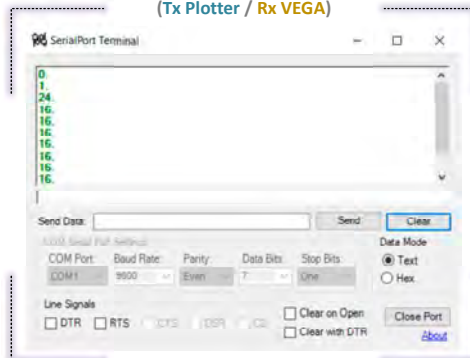 (Tx Plotter / Rx VEGA)
SerialPort Terminal
0.
1.
24.
16.
16.
16.
16.
16.
16.
16.
Send Data:
Send
Clear
COM Serial Port Settings
Data Mode
COM Port:
Baud Rate:
Parity:
Data Bits:
Stop Bits:
Text
COM1
9600
Even
7
One
Hex
Line Signals
Clear on Open
Close Port
DTR
RTS
CTS
DSR
CD
Clear with DTR
About